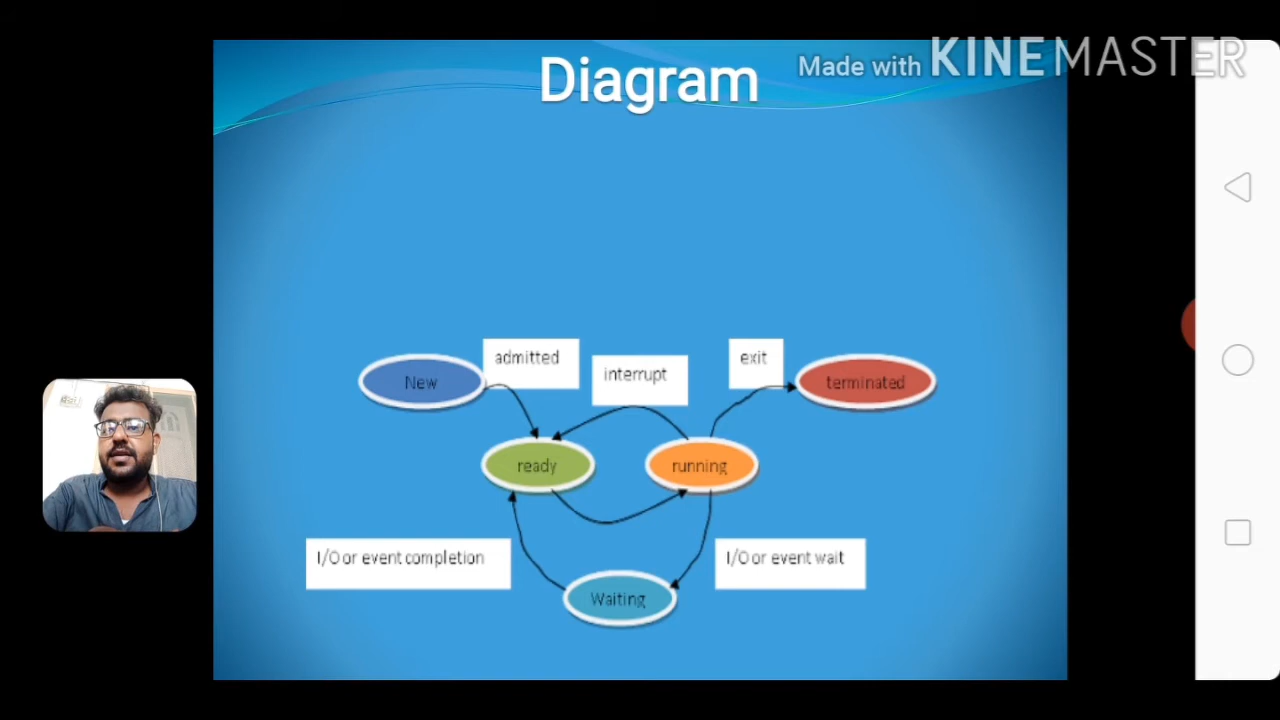 Diagram
Made with KINEMASTER
admitted
interrupt
exit
New
terminated
ready
running
I/O or event completion
I/O or event wait
Waiting